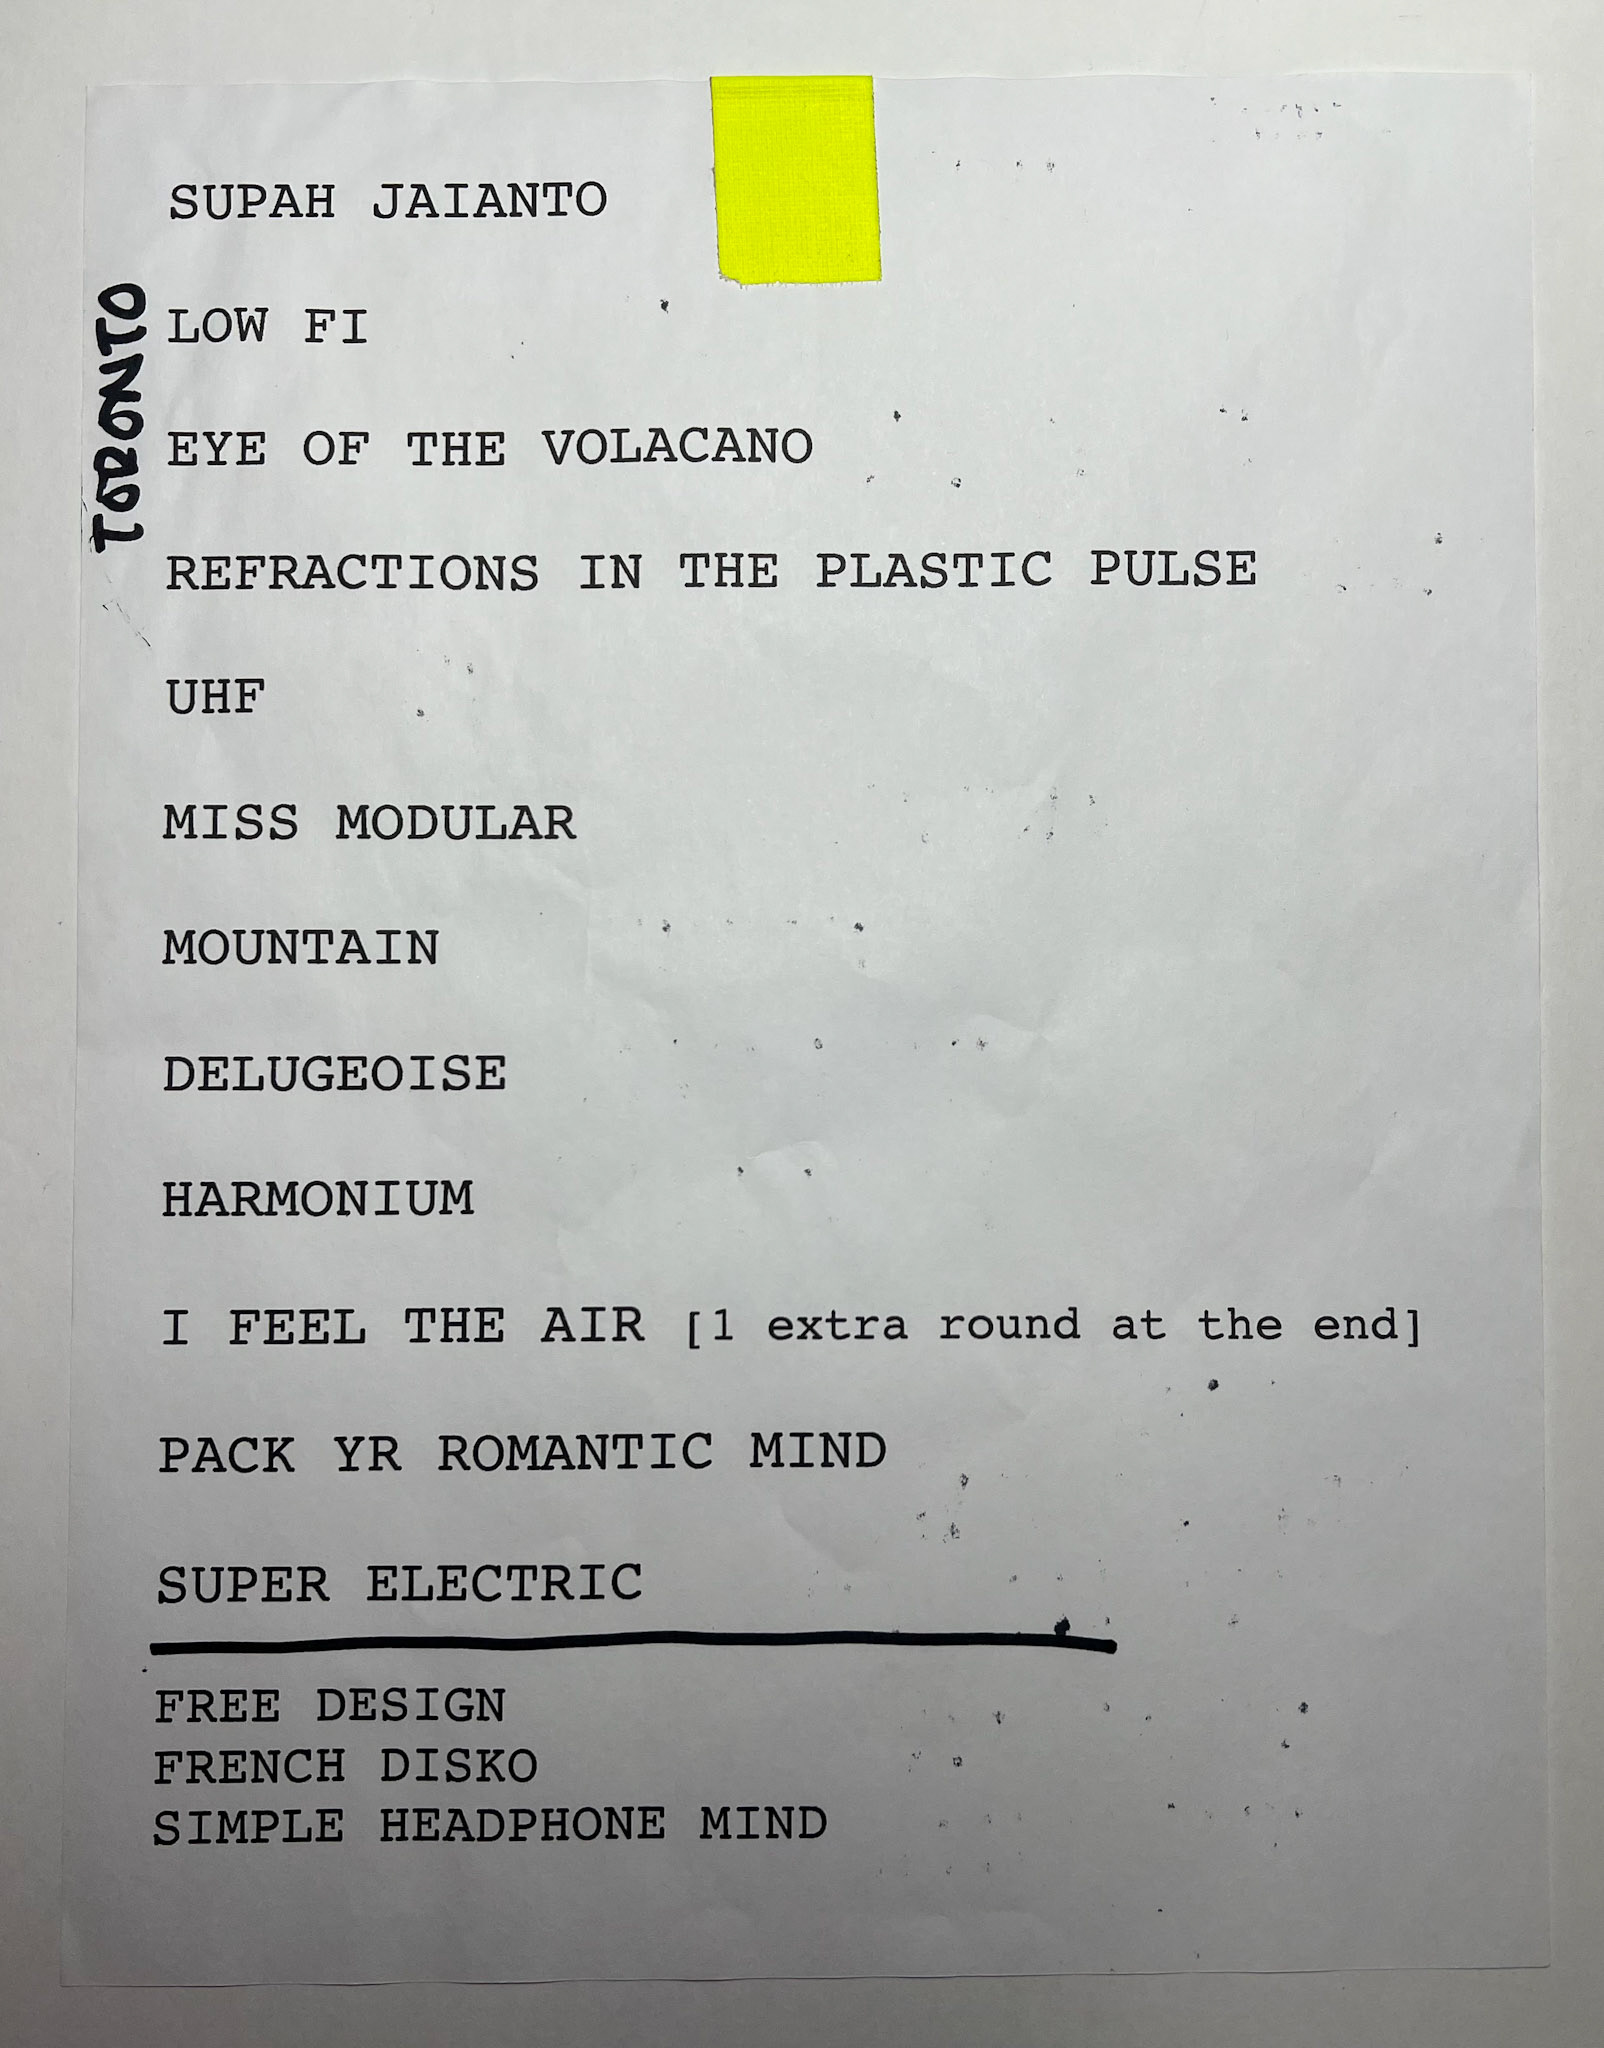 SUPAH JAIANTO
TORONTO
LOW FI
EYE OF THE VOLACANO
REFRACTIONS IN THE PLASTIC PULSE
UHF
MISS MODULAR
MOUNTAIN
DELUGEOISE
HARMONIUM
I FEEL THE AIR [1 extra round at the end]
PACK YR ROMANTIC MIND
SUPER ELECTRIC
FREE DESIGN
FRENCH DISKO
SIMPLE HEADPHONE MIND